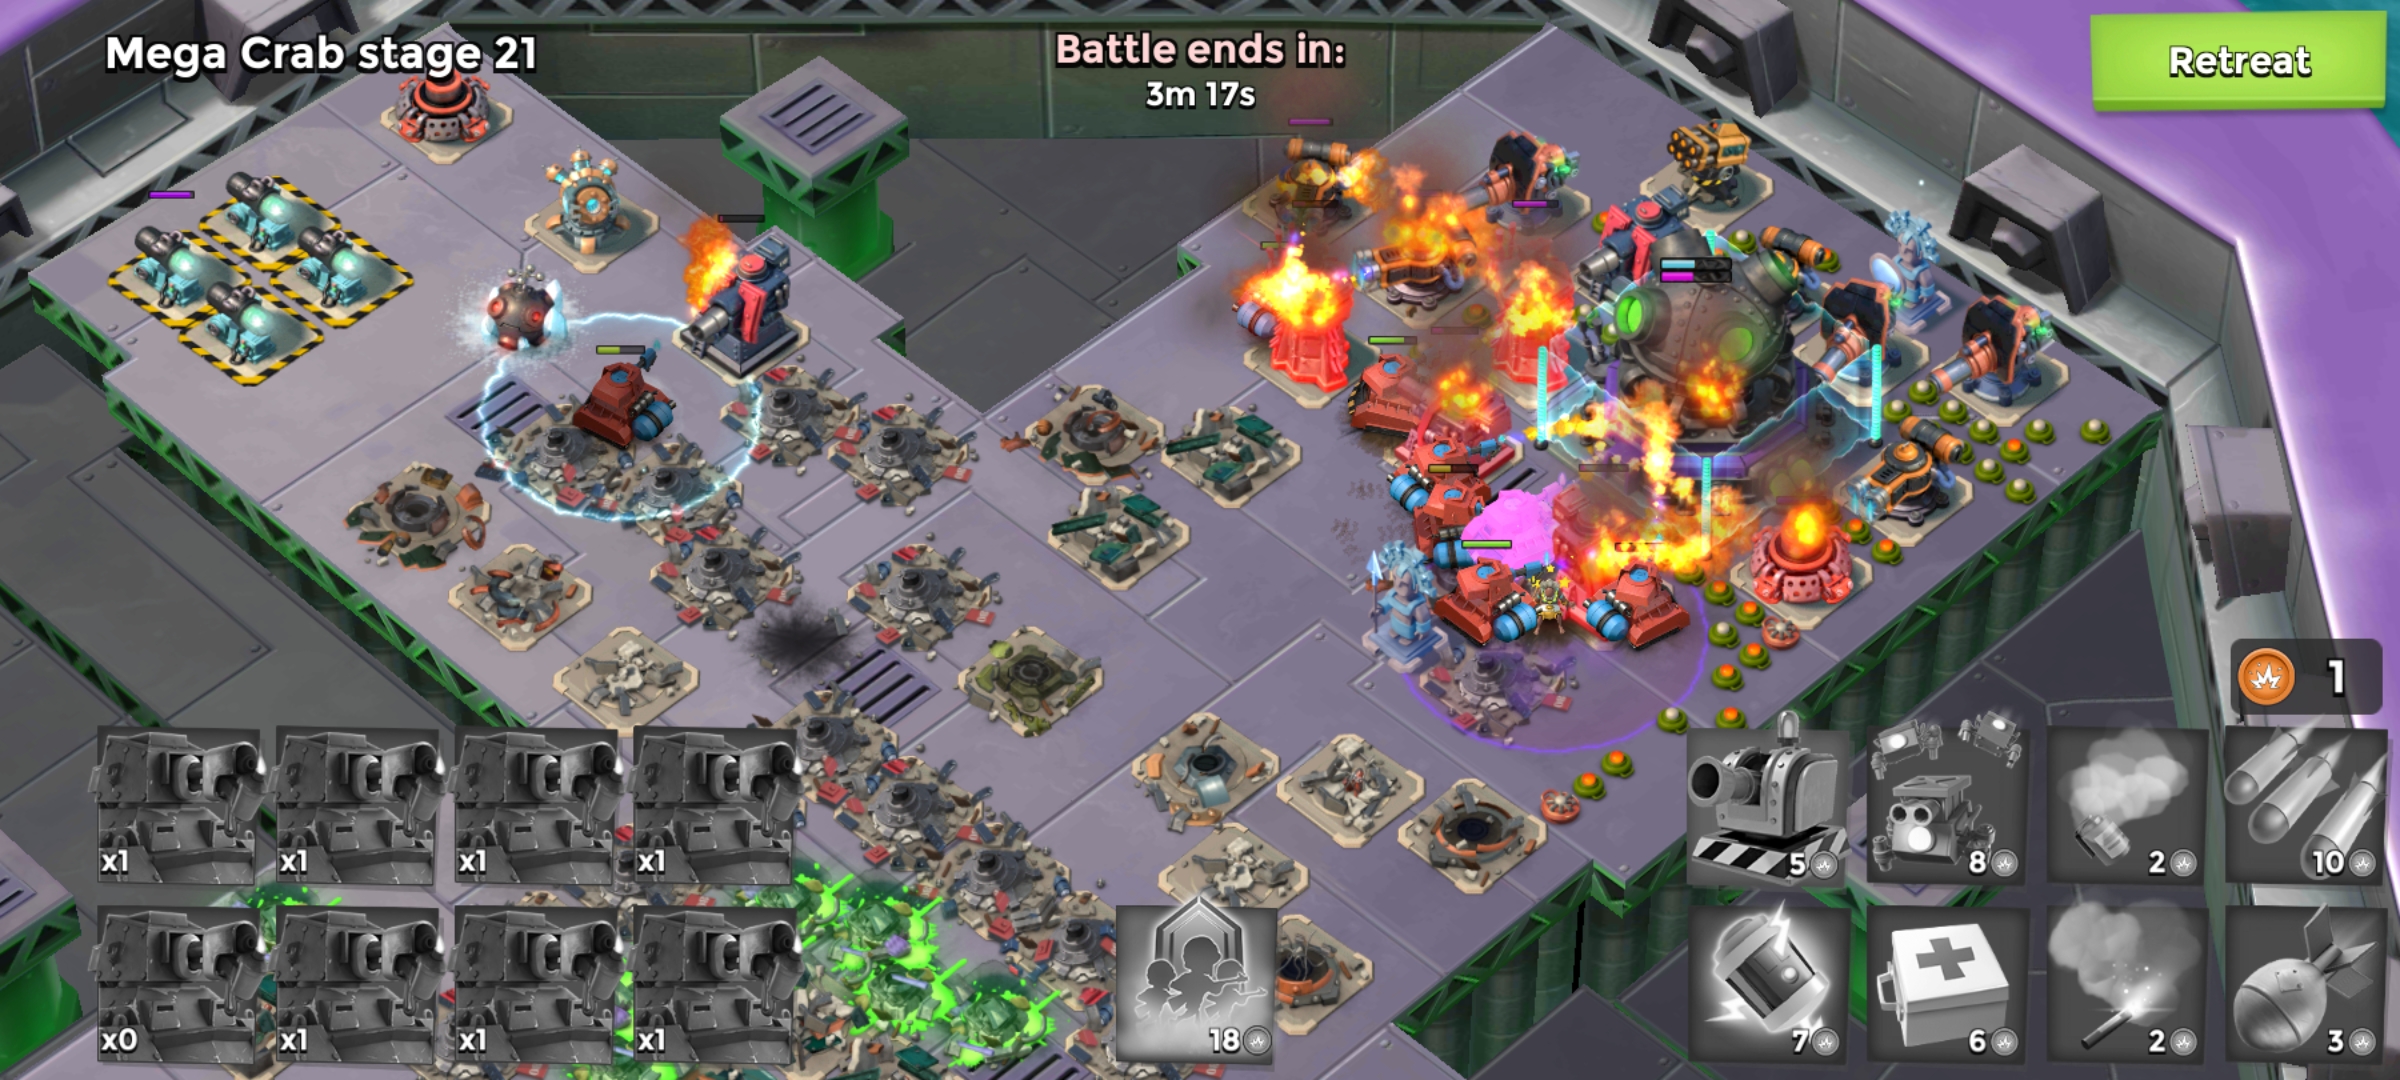 Mega Crab stage 21
Battle ends in:
3m 17s
Retreat
1
x1
x1
x1
x1
5
8
2
10
x0
x1
x1
x1
18
7
6
2
3